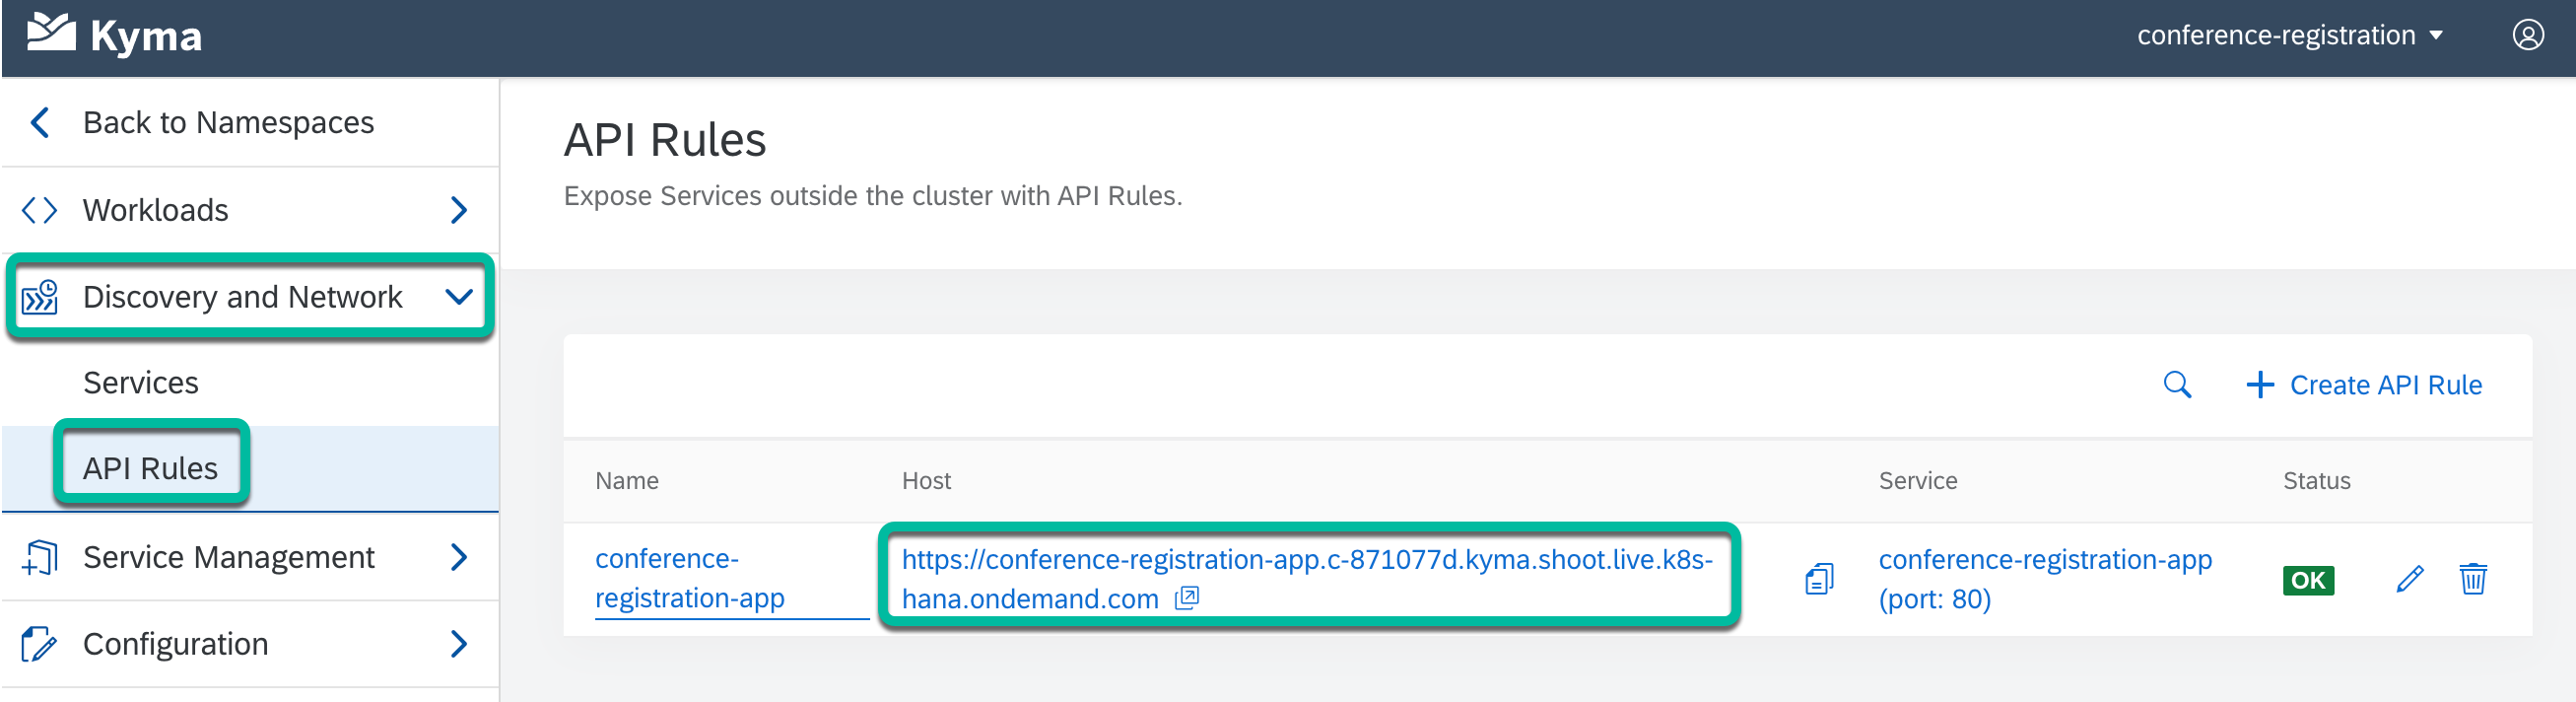 Kyma
conference-registration
Back to Namespaces
Workloads
Discovery and Network
Services
API Rules
Service Management
Configuration
API Rules
Expose Services outside the cluster with API Rules.
Create API Rule
Name
Host
Service
Status
conference-
registration-app
https://conference-registration-app.c-871077d.kyma.shoot.live.k8s-
hana.ondemand.com
conference-registration-app
(port: 80)
OK